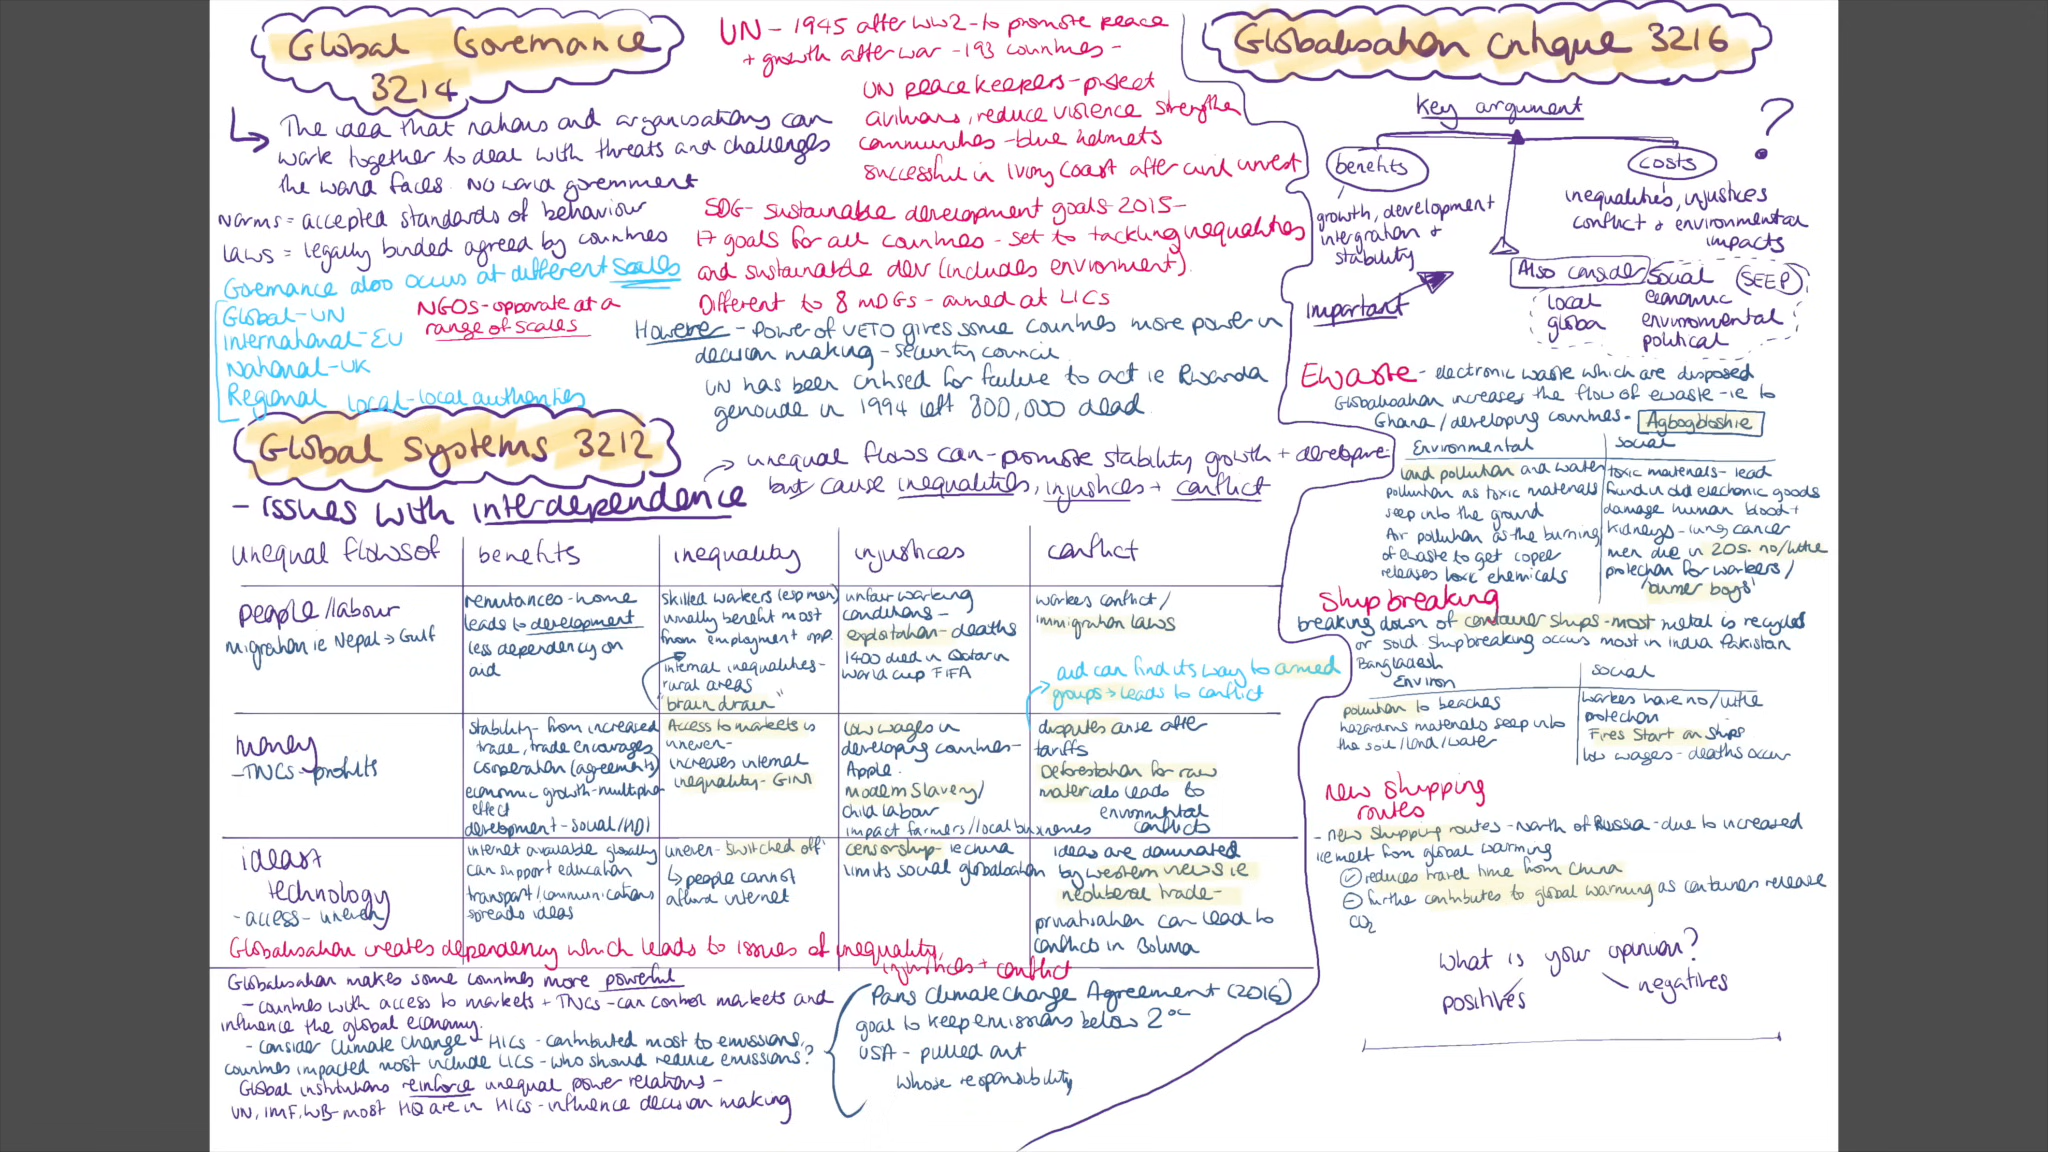 Global Governance
3214
The idea that nations and organisations can
work together to deal with threats and challenges
the world faces. No world government
Norms = accepted standards of behaviour
Laws = legally binded agreed by countries
Governance also occurs at different scales
Global - UN
International - EU
National - UK
Regional local - local authorities
NGOS - opparate at a
range of scales
UN - 1945 after WW2 - to promote peace
+ growth after war - 193 countries -
UN peace keepers - protect
civilians, reduce violence strengthen
communities - blue helmets
successful in Ivory Coast after civil unrest
SDG - sustainable development goals - 2015 -
17 goals for all countries - set to tackling inequalities
and sustainable dev (includes environment).
Different to 8 MDGs - aimed at LICs
However - Power of VETO gives some countries more power in
decision making - security council.
UN has been critised for failure to act ie Rwanda
genocide in 1994 left 800,000 dead.
Global systems 3212
- issues with interdependence
unequal flows can - promote stability growth + develop
but cause inequalities, injustices + conflict
unequal flows of
benefits
inequality
injustices
conflict
people/labour
migration ie Nepal → Gulf
remittances - home
leads to development
less dependency on
aid
skilled workers (esp men)
usually benefit most
from employment opp.
internal inequalities -
rural areas
"brain drain"
unfair working
conditions -
exploitation - deaths
1400 died in Qatar in
World cup FIFA
workers conflict /
immigration laws
aid can find its way to armed
groups → leads to conflict
money
- TNCs - profits
stability - from increased
trade, trade encourages
cooperation (agreements)
economic growth - multiplier
effect
development - social/HDI
Access to markets is
uneven -
increases internal
inequality - GINI
low wages in
developing countries -
Apple.
modern slavery/
child labour
impact farmers/local businesses
disputes arise after
tariffs
Deforestation for raw
materials leads to
environmental
conflicts
ideas +
technology
- access - uneven
internet available globally
can support education
transport/communications
spreads ideas
uneven - 'switched off'
↳ people cannot
afford internet
censorship - ie china
limits social globalisation
ideas are dominated
by western news ie
neoliberal trade -
privatisation can lead to
conflicts in Bolivia
Globalisation creates dependency which leads to issues of inequality,
injustices + conflict
Globalisation makes some countries more powerful
- countries with access to markets + TNCs - can control markets and
influence the global economy.
- consider climate change - HICs - contributed most to emissions,
countries impacted most include LICs - who should reduce emissions?
Global institutions reinforce unequal power relations -
UN, IMF, WB - most HQ are in HICs - influence decision making
Paris Climate Change Agreement (2016)
goal to keep emissions below 2°c
USA - pulled out
whose responsibility
Globalisation critique 3216
key argument
?
benefits
costs
growth, development
intergration +
stability
inequalities, injustices
conflict + environmental
impacts
important
Also consider
local
global
Social
economic
environmental
political
SEEP
Ewaste - electronic waste which are disposed
Globalisation increases the flow of ewaste - ie to
Ghana / developing countries - Agbogbloshie
Environmental
social
land pollution and water
pollution as toxic materials
seep into the ground
Air pollution as the burning
of ewaste to get copper
releases toxic chemicals
toxic materials - lead
found in old electronic goods
damage human blood +
kidneys - lung cancer
men die in 20s. no/little
protection for workers/
'burner boys'
Ship breaking
breaking down of container ships - most metal is recycled
or sold. shipbreaking occurs most in India Pakistan
Bangladesh
Environ
social
pollution to beaches
hazardous materials seep into
the soil/land/water
workers have no/little
protection
Fires start on ships
low wages - deaths occur
new shipping
routes
- new shipping routes - north of Russia - due to increased
ice melt from global warming
✓ reduces travel time from China
- further contributes to global warming as containers release
CO2
What is your opinion?
positives
negatives